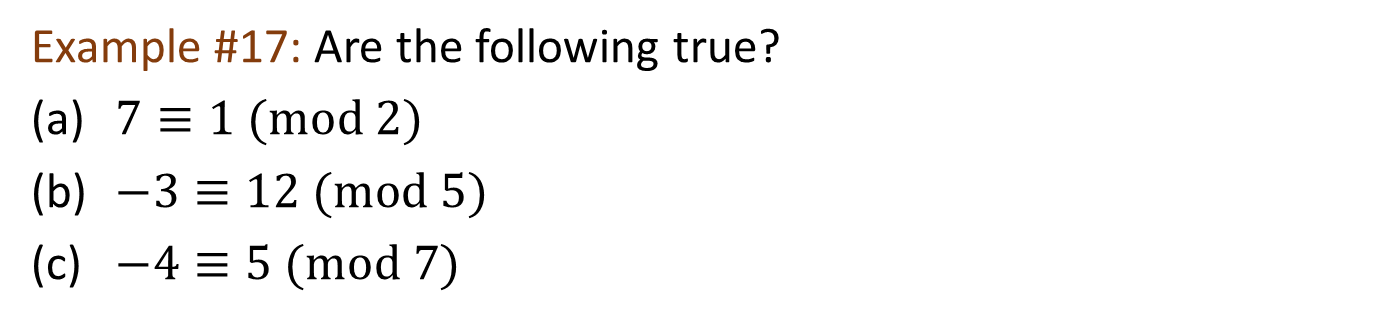 Example #17: Are the following true?
(a) 7 ≡ 1 (mod 2)
(b) −3 ≡ 12 (mod 5)
(c) −4 ≡ 5 (mod 7)